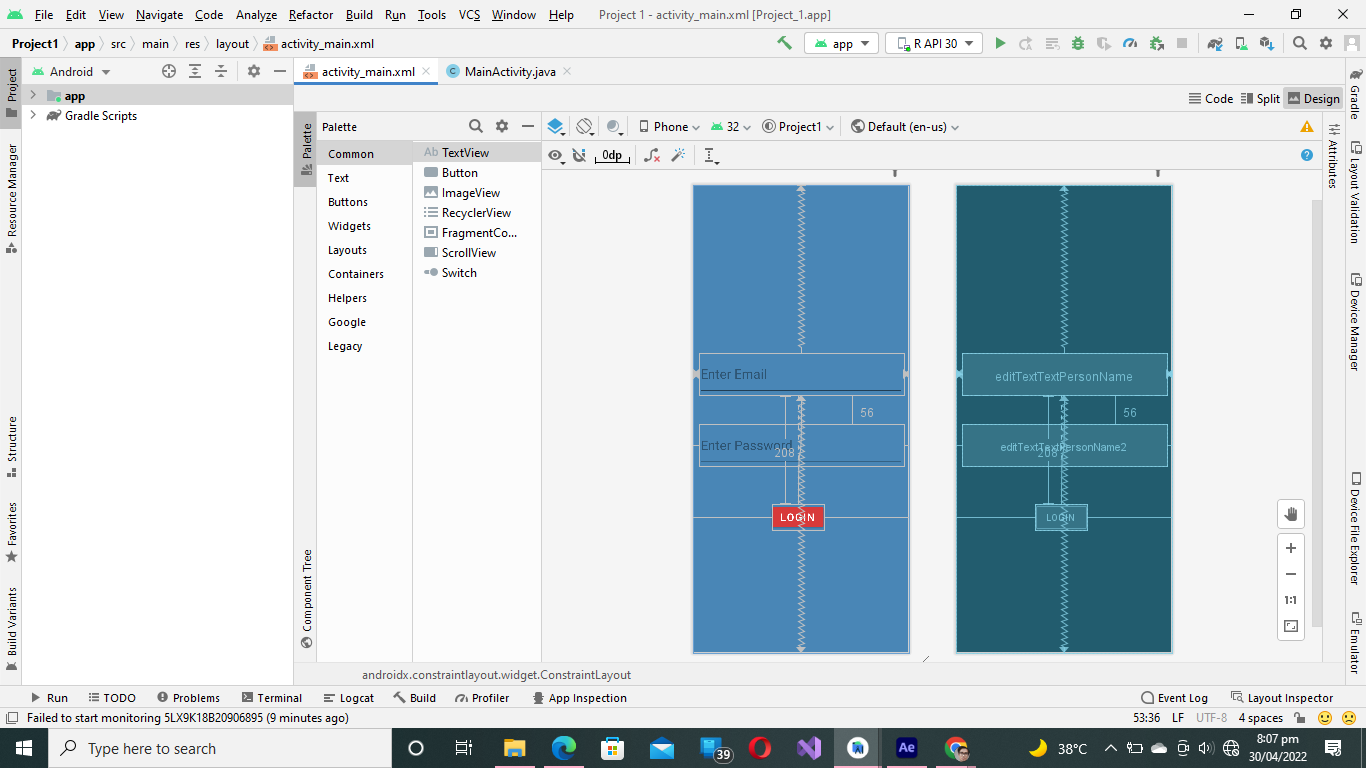 File Edit View Navigate Code Analyze Refactor Build Run Tools VCS Window Help Project 1 - activity_main.xml [Project_1.app]
Project1 app src main res layout activity_main.xml app R API 30
Project
Resource Manager
Structure
Favorites
Build Variants
Android
app
Gradle Scripts
activity_main.xml MainActivity.java
Code Split Design
Palette
Component Tree
Palette
Common
Text
Buttons
Widgets
Layouts
Containers
Helpers
Google
Legacy
Ab TextView
Button
ImageView
RecyclerView
FragmentCo...
ScrollView
Switch
Phone 32 Project1 Default (en-us)
0dp
Enter Email
56
Enter Password
208
LOGIN
editTextTextPersonName
56
editTextTextPersonName2
208
LOGIN
1:1
Attributes
Gradle
Layout Validation
Device Manager
Device File Explorer
Emulator
androidx.constraintlayout.widget.ConstraintLayout
Run TODO Problems Terminal Logcat Build Profiler App Inspection Event Log Layout Inspector
Failed to start monitoring 5LX9K18B20906895 (9 minutes ago) 53:36 LF UTF-8 4 spaces
Type here to search 39 Ae 38°C 8:07 pm
30/04/2022